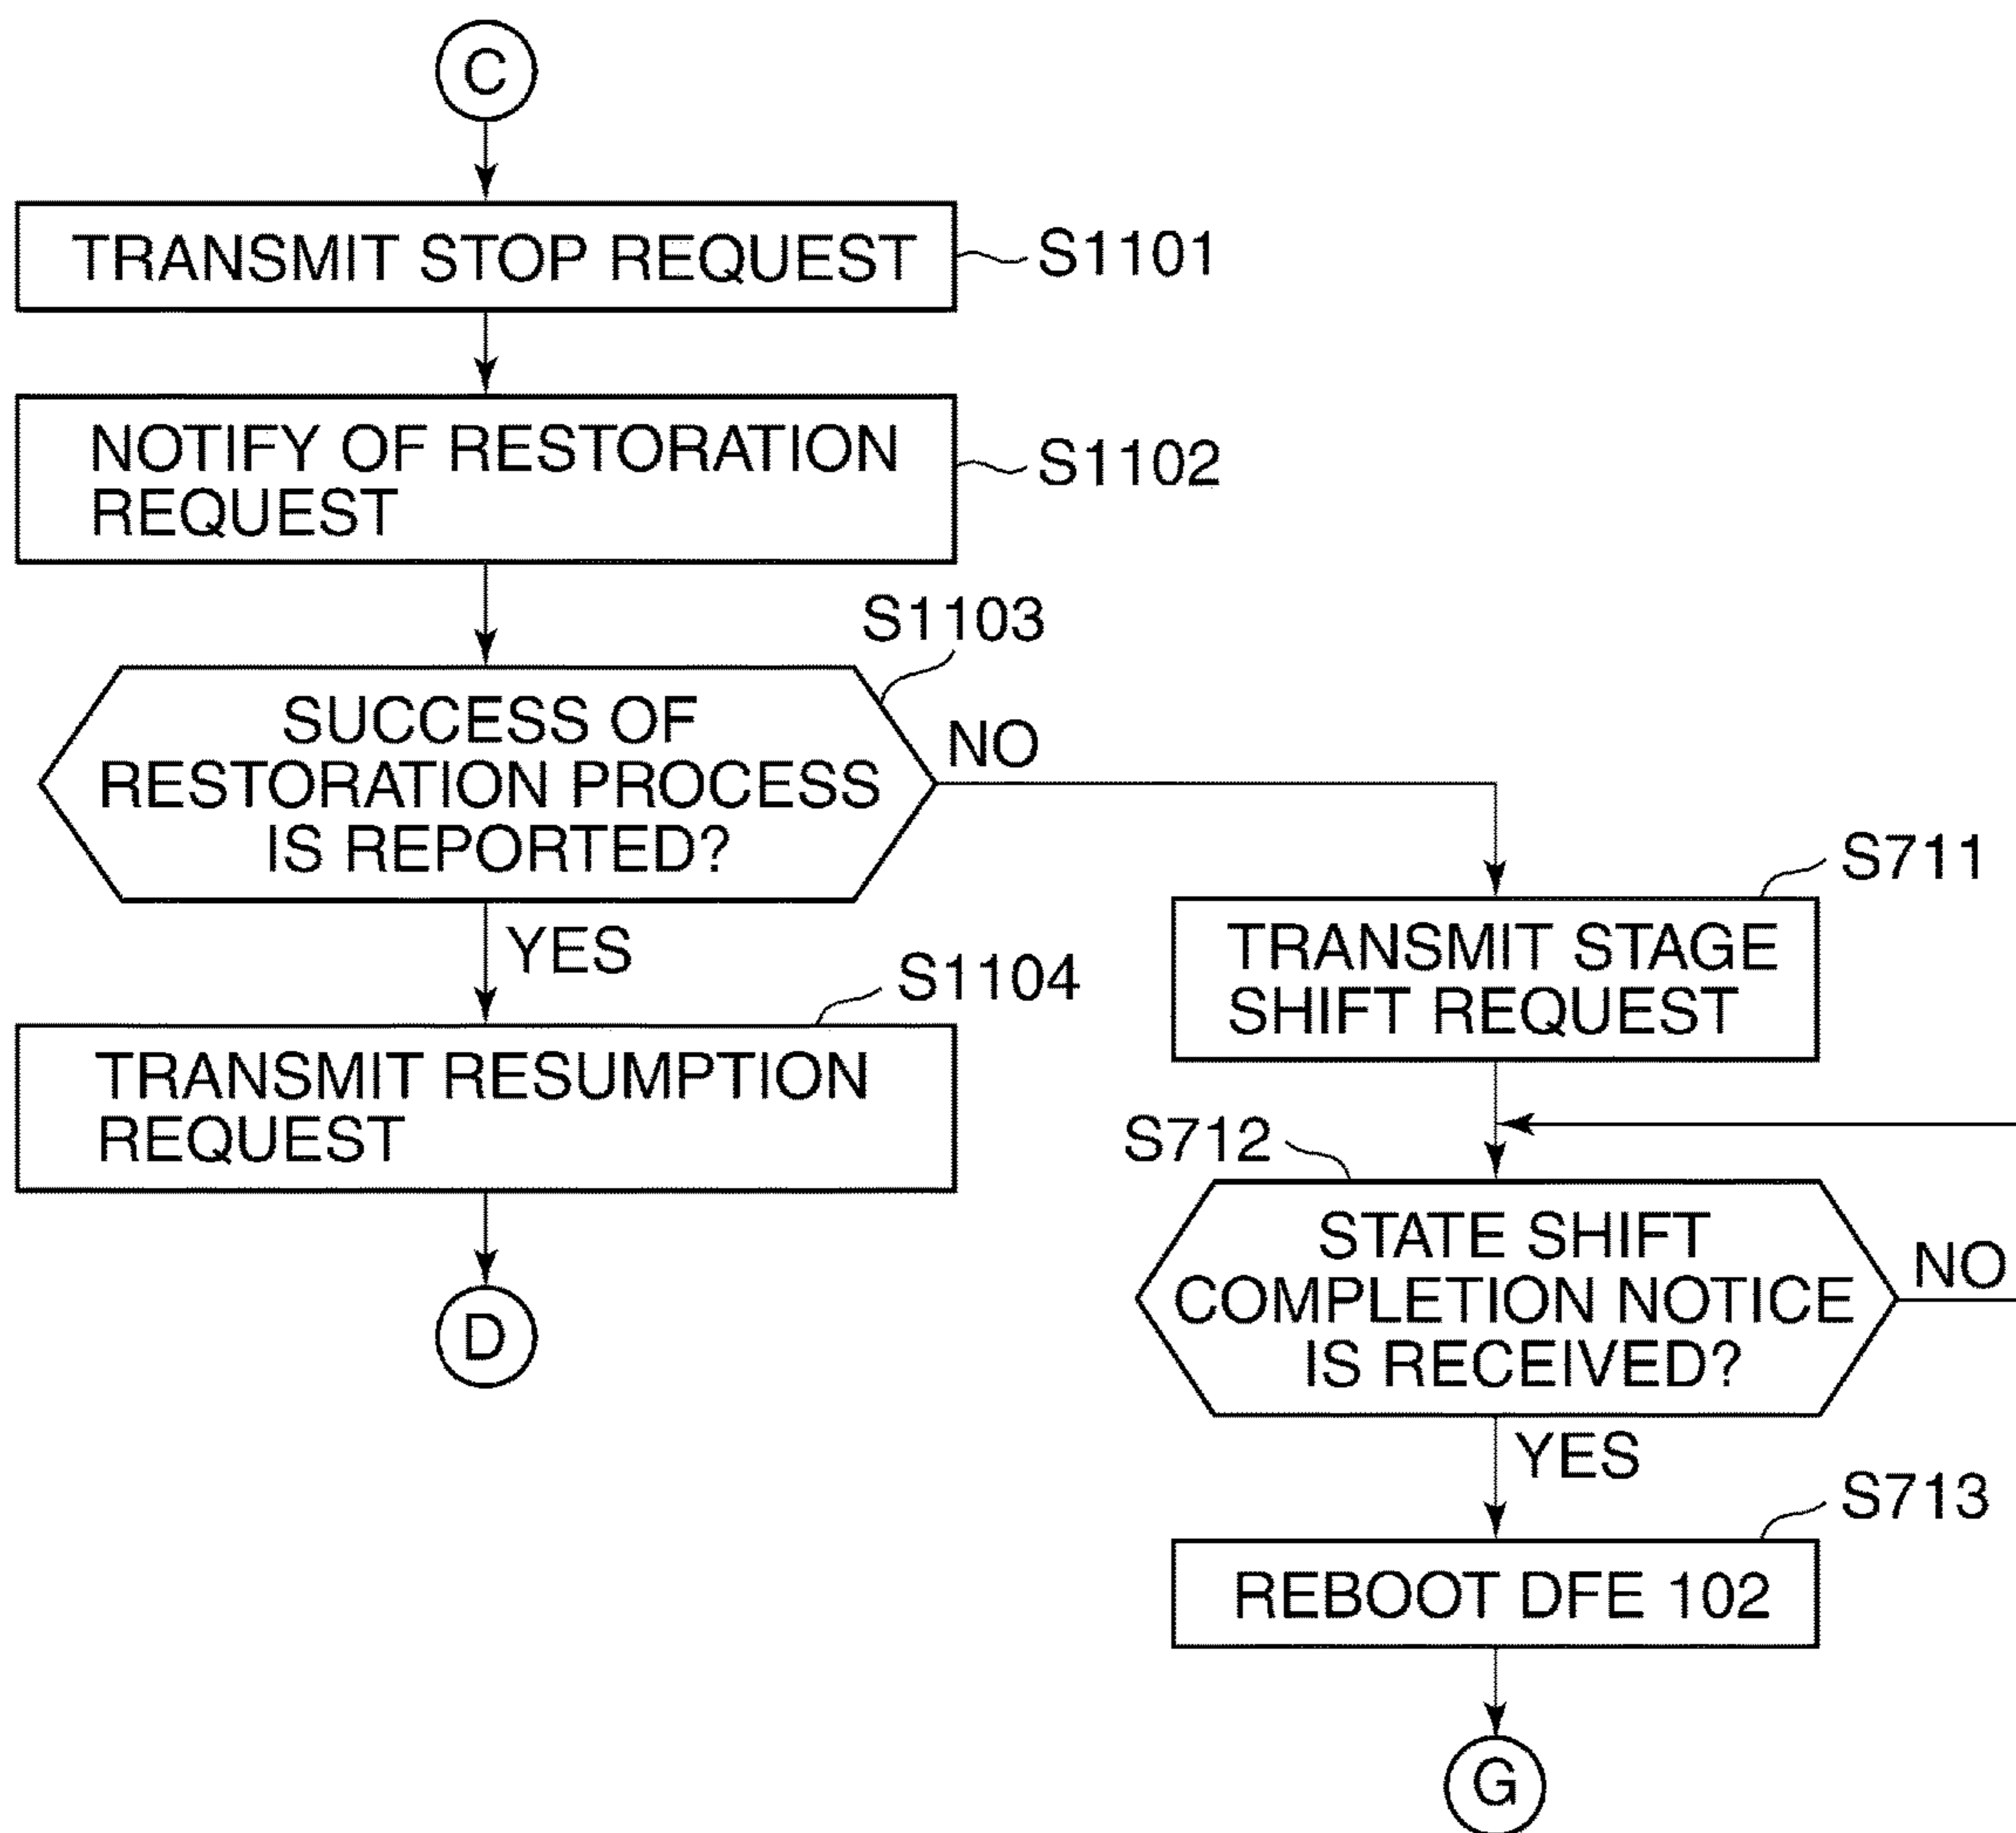 C
TRANSMIT STOP REQUEST
S1101
NOTIFY OF RESTORATION
REQUEST
S1102
S1103
SUCCESS OF
RESTORATION PROCESS
IS REPORTED?
NO
YES
S1104
TRANSMIT RESUMPTION
REQUEST
D
S711
TRANSMIT STAGE
SHIFT REQUEST
S712
STATE SHIFT
COMPLETION NOTICE
IS RECEIVED?
NO
YES
S713
REBOOT DFE 102
G